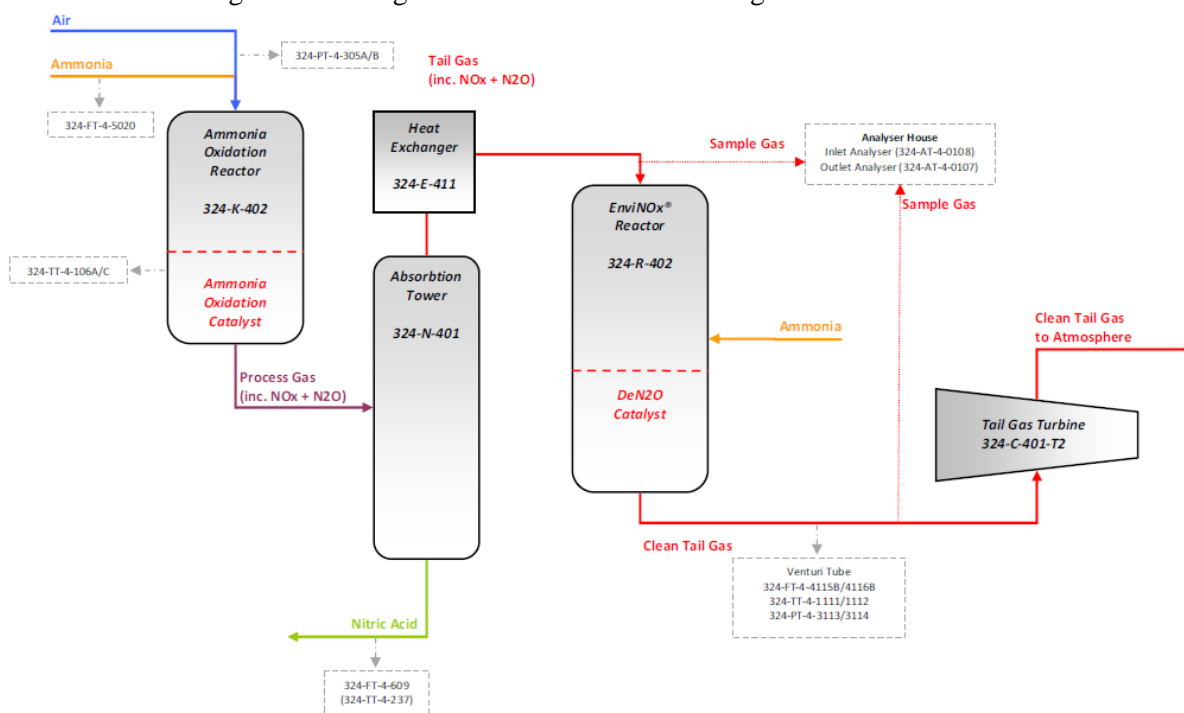 Air
324-PT-4-305A/B
Ammonia
324-FT-4-5020
Tail Gas
(inc. NOx + N2O)
Ammonia
Oxidation
Reactor
324-K-402
Ammonia
Oxidation
Catalyst
324-TT-4-106A/C
Heat
Exchanger
324-E-411
Sample Gas
Analyser House
Inlet Analyser (324-AT-4-0108)
Outlet Analyser (324-AT-4-0107)
Sample Gas
EnviNOx®
Reactor
324-R-402
Absorbtion
Tower
324-N-401
Ammonia
DeN2O
Catalyst
Process Gas
(inc. NOx + N2O)
Clean Tail Gas
to Atmosphere
Tail Gas Turbine
324-C-401-T2
Clean Tail Gas
Venturi Tube
324-FT-4-4115B/4116B
324-TT-4-1111/1112
324-PT-4-3113/3114
Nitric Acid
324-FT-4-609
(324-TT-4-237)